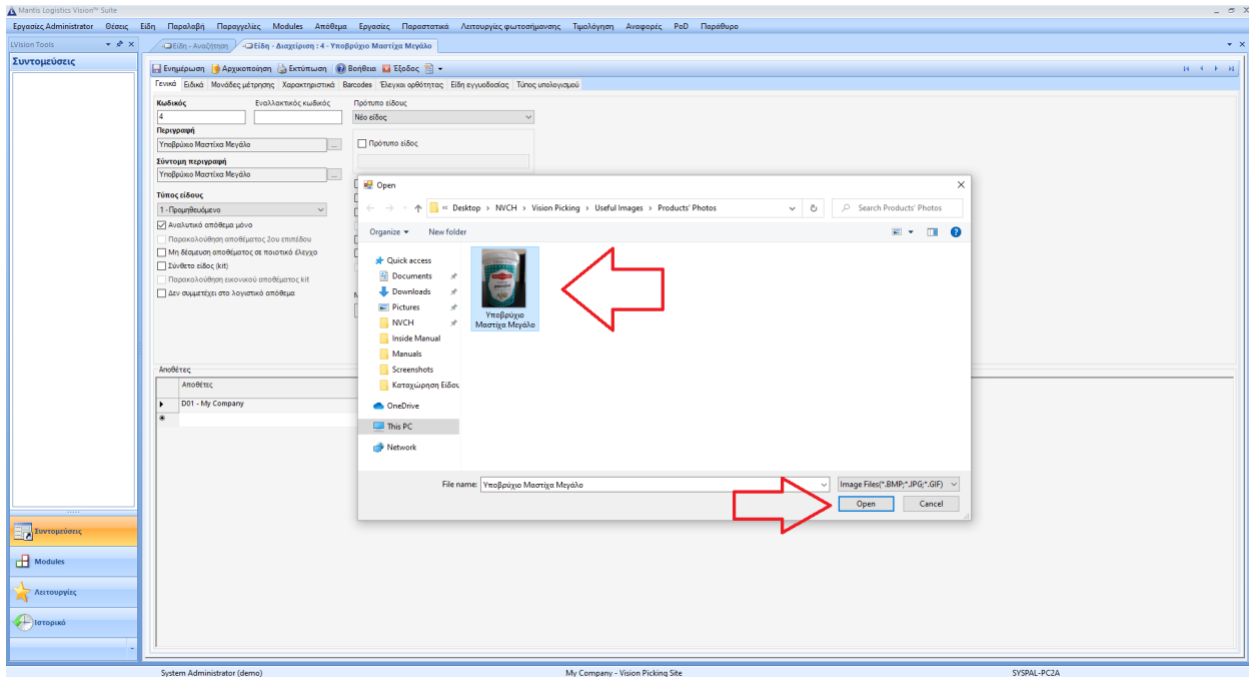 Mantis Logistics Vision™ Suite
Εργασίες Administrator Θέσεις Είδη Παραλαβή Παραγγελίες Modules Απόθεμα Εργασίες Παραστατικά Λειτουργίες φωτοσήμανσης Τιμολόγηση Αναφορές PoD Παράθυρο
LVision Tools
Είδη - Αναζήτηση Είδη - Διαχείριση : 4 - Υποβρύχιο Μαστίχα Μεγάλο
Συντομεύσεις
Ενημέρωση Αρχικοποίηση Εκτύπωση Βοήθεια Έξοδος
Γενικά Ειδικά Μονάδες μέτρησης Χαρακτηριστικά Barcodes Έλεγχοι ορθότητας Είδη εγγυοδοσίας Τύπος υπολογισμού
Κωδικός Εναλλακτικός κωδικός Πρότυπο είδους
4 Νέο είδος
Περιγραφή
Υποβρύχιο Μαστίχα Μεγάλο ... Πρότυπο είδος
Σύντομη περιγραφή
Υποβρύχιο Μαστίχα Μεγάλο ...
Τύπος είδους
1 - Προμηθευόμενο
Αναλυτικό απόθεμα μόνο
Παρακολούθηση αποθέματος 2ου επιπέδου
Μη δέσμευση αποθέματος σε ποιοτικό έλεγχο
Σύνθετο είδος (kit)
Παρακολούθηση εικονικού αποθέματος kit
Δεν συμμετέχει στο λογιστικό απόθεμα
Αποθέτες
Αποθέτες
D01 - My Company
Open
« Desktop > NVCH > Vision Picking > Useful Images > Products' Photos
Search Products' Photos
Organize New folder
Quick access
Documents
Downloads
Pictures
NVCH
Inside Manual
Manuals
Screenshots
Καταχώρηση Είδου
OneDrive
This PC
Network
Υποβρύχιο
Μαστίχα Μεγάλο
File name: Υποβρύχιο Μαστίχα Μεγάλο Image Files(*.BMP;*.JPG;*.GIF)
Open Cancel
Συντομεύσεις
Modules
Λειτουργίες
Ιστορικό
System Administrator (demo) My Company - Vision Picking Site SYSPAL-PC2A